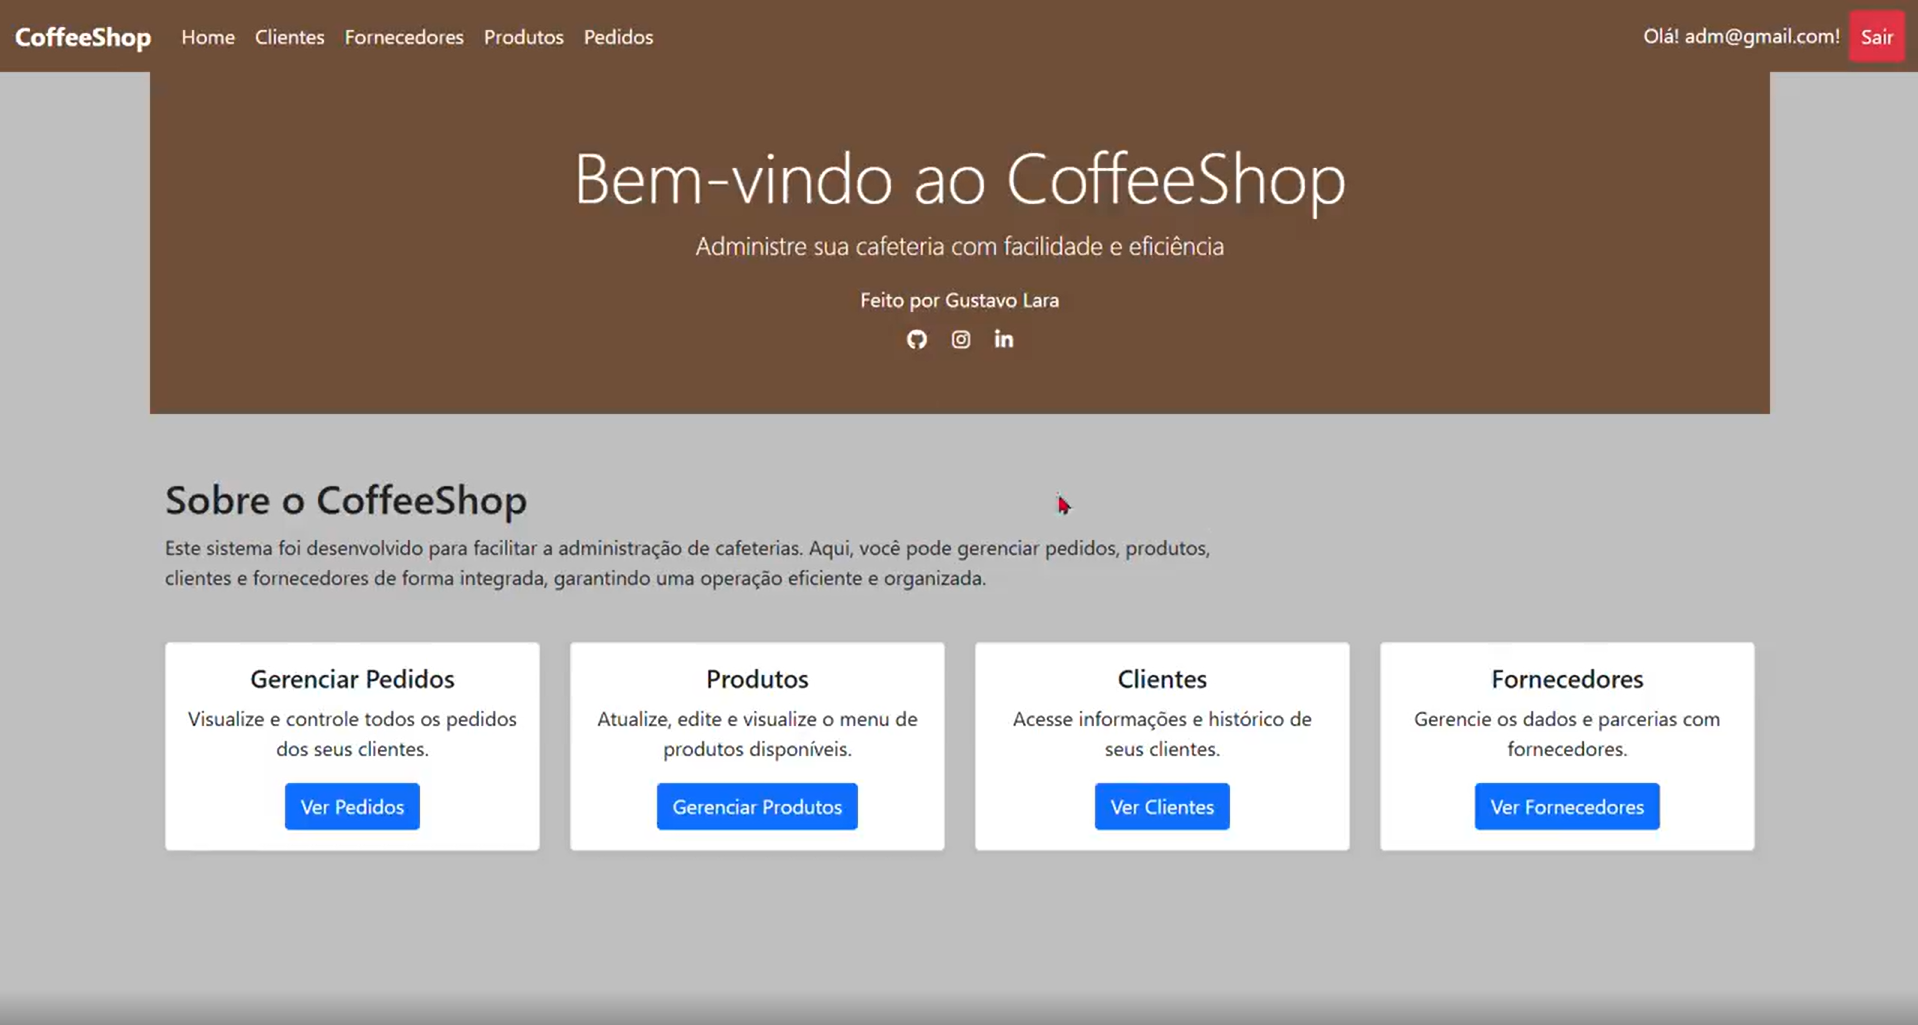 CoffeeShop Home Clientes Fornecedores Produtos Pedidos Olá! adm@gmail.com! Sair
Bem-vindo ao CoffeeShop
Administre sua cafeteria com facilidade e eficiência
Feito por Gustavo Lara
Sobre o CoffeeShop
Este sistema foi desenvolvido para facilitar a administração de cafeterias. Aqui, você pode gerenciar pedidos, produtos,
clientes e fornecedores de forma integrada, garantindo uma operação eficiente e organizada.
Gerenciar Pedidos
Visualize e controle todos os pedidos
dos seus clientes.
Ver Pedidos
Produtos
Atualize, edite e visualize o menu de
produtos disponíveis.
Gerenciar Produtos
Clientes
Acesse informações e histórico de
seus clientes.
Ver Clientes
Fornecedores
Gerencie os dados e parcerias com
fornecedores.
Ver Fornecedores